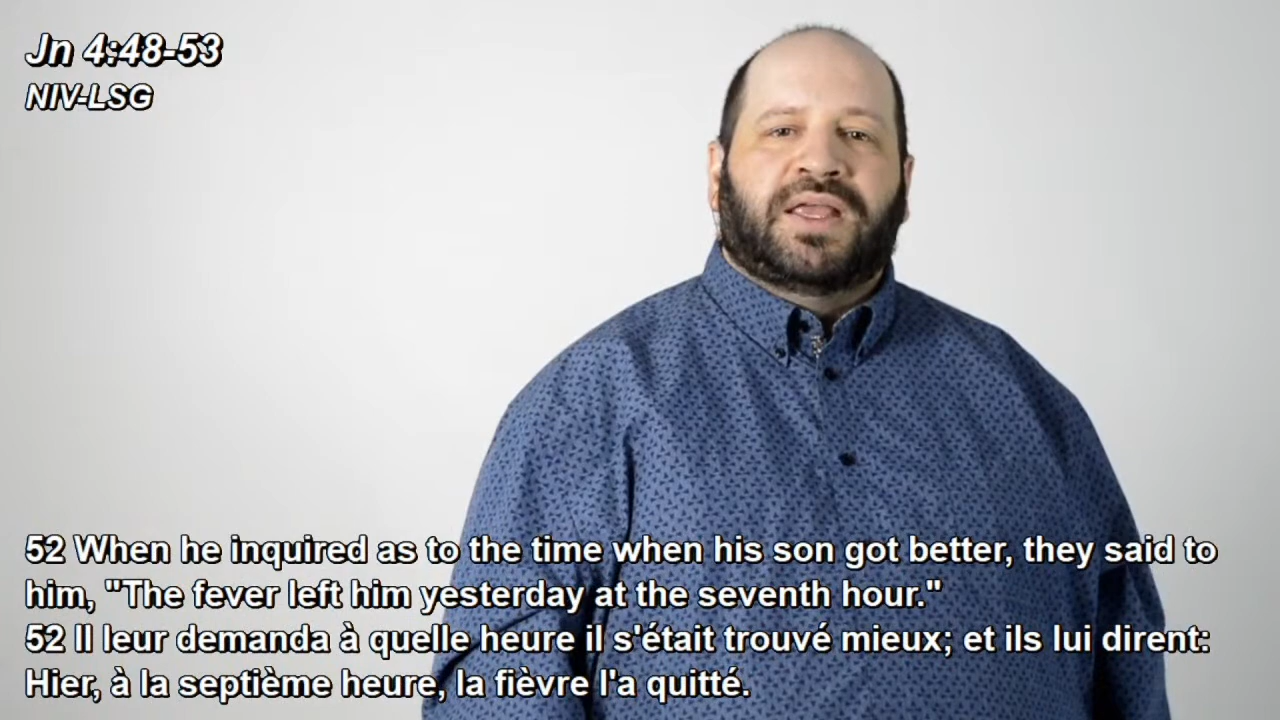 Jn 4:48-53
NIV-LSG
52 When he inquired as to the time when his son got better, they said to
him, "The fever left him yesterday at the seventh hour."
52 Il leur demanda à quelle heure il s'était trouvé mieux; et ils lui dirent:
Hier, à la septième heure, la fièvre l'a quitté.